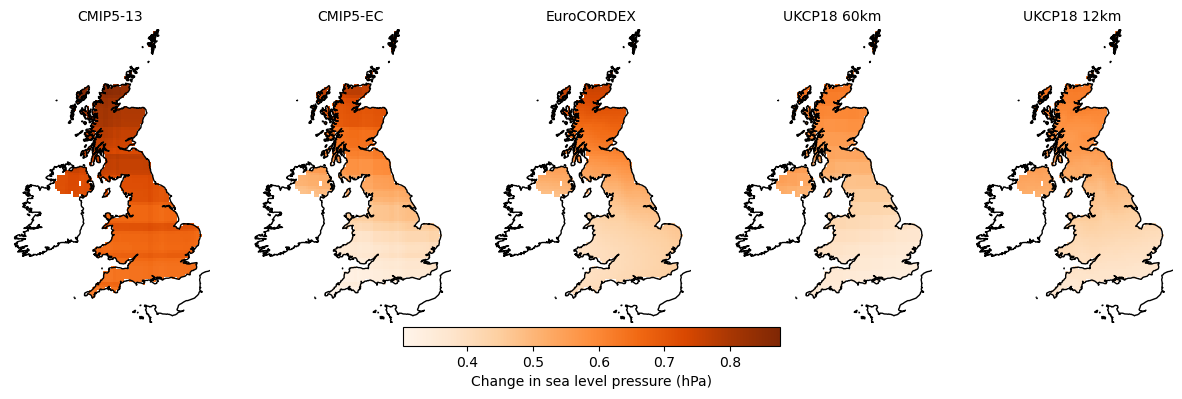 CMIP5-13
CMIP5-EC
EuroCORDEX
UKCP18 60km
UKCP18 12km
0.4 0.5 0.6 0.7 0.8
Change in sea level pressure (hPa)